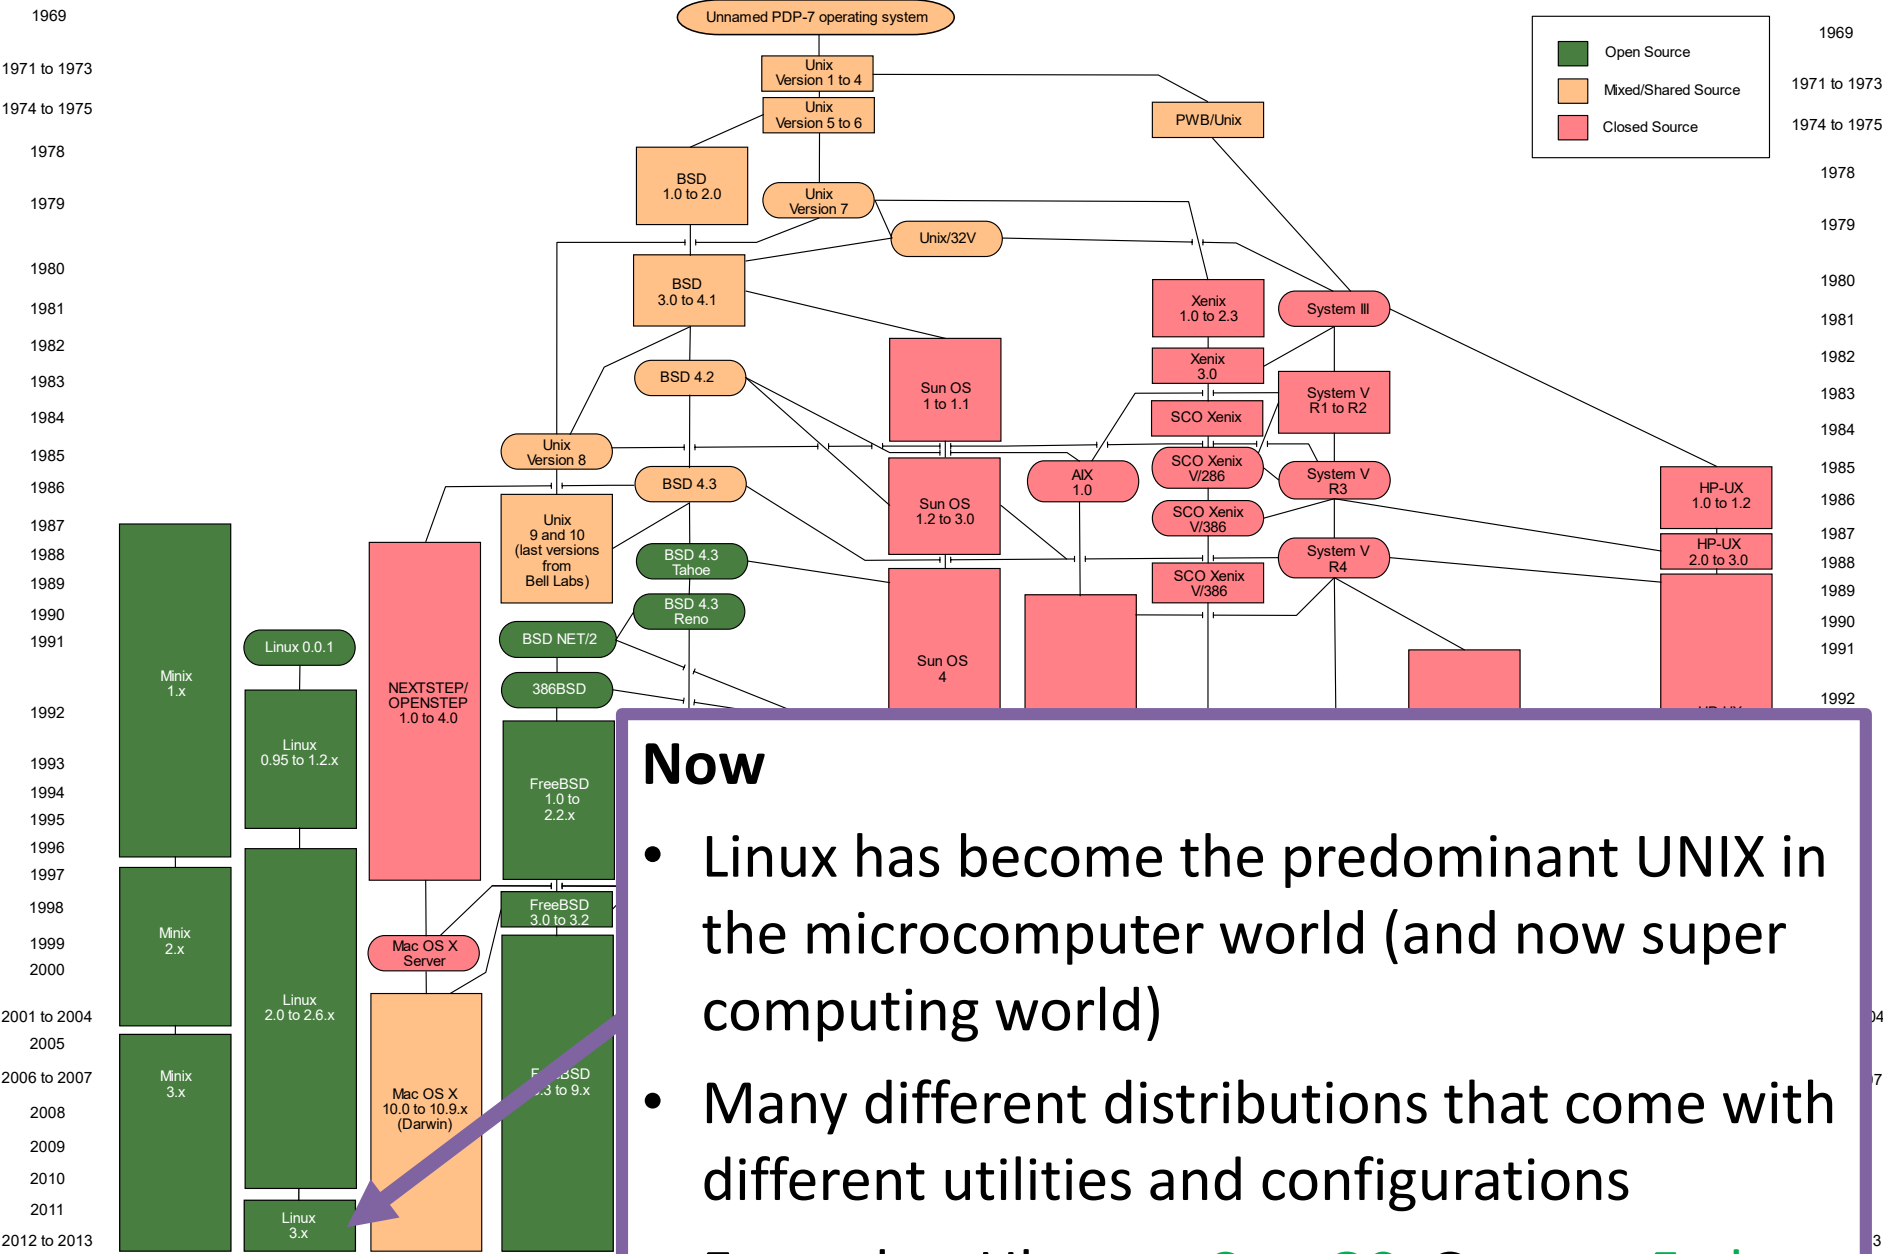 1969
1971 to 1973
1974 to 1975
1978
1979
1980
1981
1982
1983
1984
1985
1986
1987
1988
1989
1990
1991
1992
1993
1994
1995
1996
1997
1998
1999
2000
2001 to 2004
2005
2006 to 2007
2008
2009
2010
2011
2012 to 2013
Unnamed PDP-7 operating system
Unix
Version 1 to 4
Unix
Version 5 to 6
PWB/Unix
BSD
1.0 to 2.0
Unix
Version 7
Unix/32V
BSD
3.0 to 4.1
Xenix
1.0 to 2.3
System III
Sun OS
1 to 1.1
Xenix
3.0
BSD 4.2
System V
R1 to R2
SCO Xenix
Unix
Version 8
SCO Xenix
V/286
AIX
1.0
System V
R3
BSD 4.3
HP-UX
1.0 to 1.2
Sun OS
1.2 to 3.0
SCO Xenix
V/386
Unix
9 and 10
(last versions
from
Bell Labs)
BSD 4.3
Tahoe
System V
R4
HP-UX
2.0 to 3.0
SCO Xenix
V/386
BSD 4.3
Reno
BSD NET/2
Linux 0.0.1
Minix
1.x
Sun OS
4
386BSD
NEXTSTEP/
OPENSTEP
1.0 to 4.0
Linux
0.95 to 1.2.x
FreeBSD
1.0 to
2.2.x
FreeBSD
3.0 to 3.2
Minix
2.x
Mac OS X
Server
Linux
2.0 to 2.6.x
Minix
3.x
to 9.x
Mac OS X
10.0 to 10.9.x
(Darwin)
Linux
3.x
Open Source
Mixed/Shared Source
Closed Source
1969
1971 to 1973
1974 to 1975
1978
1979
1980
1981
1982
1983
1984
1985
1986
1987
1988
1989
1990
1991
1992
Now
• Linux has become the predominant UNIX in
the microcomputer world (and now super
computing world)
• Many different distributions that come with
different utilities and configurations